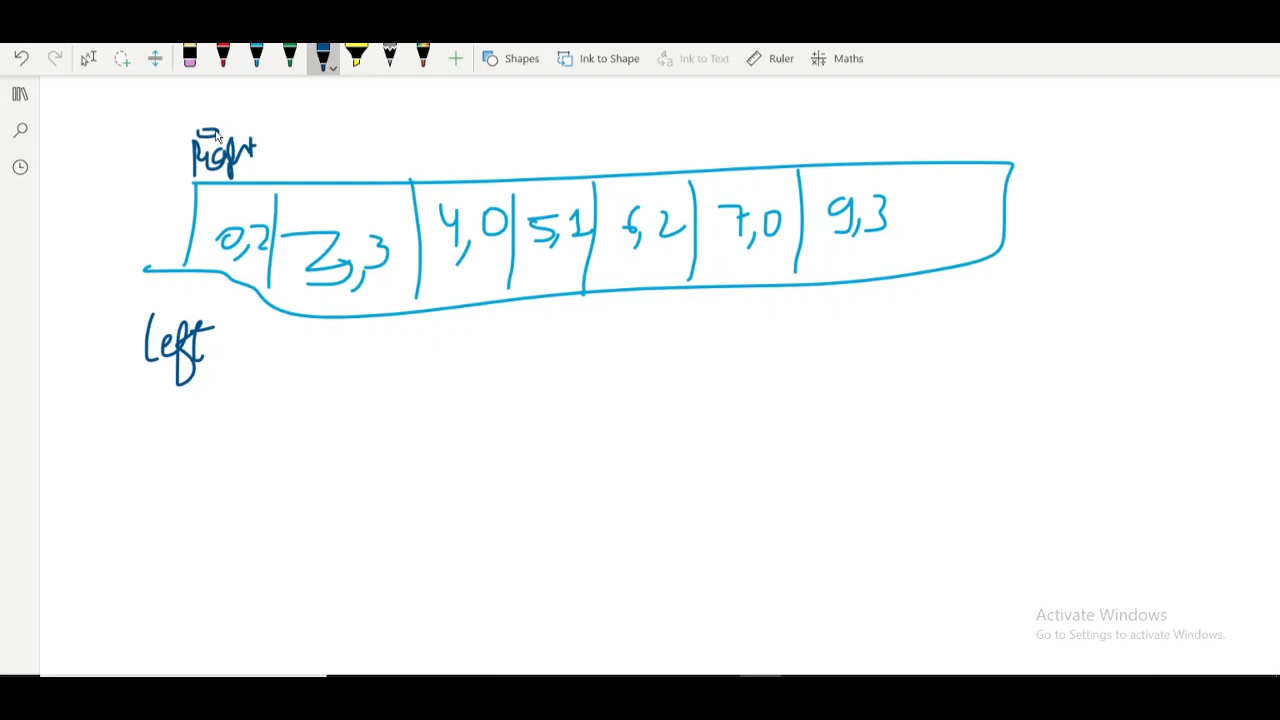 Shapes Ink to Shape Ink to Text Ruler Maths
Right
0,2 2,3 4,0 5,1 6,2 7,0 9,3
Left
Activate Windows
Go to Settings to activate Windows.